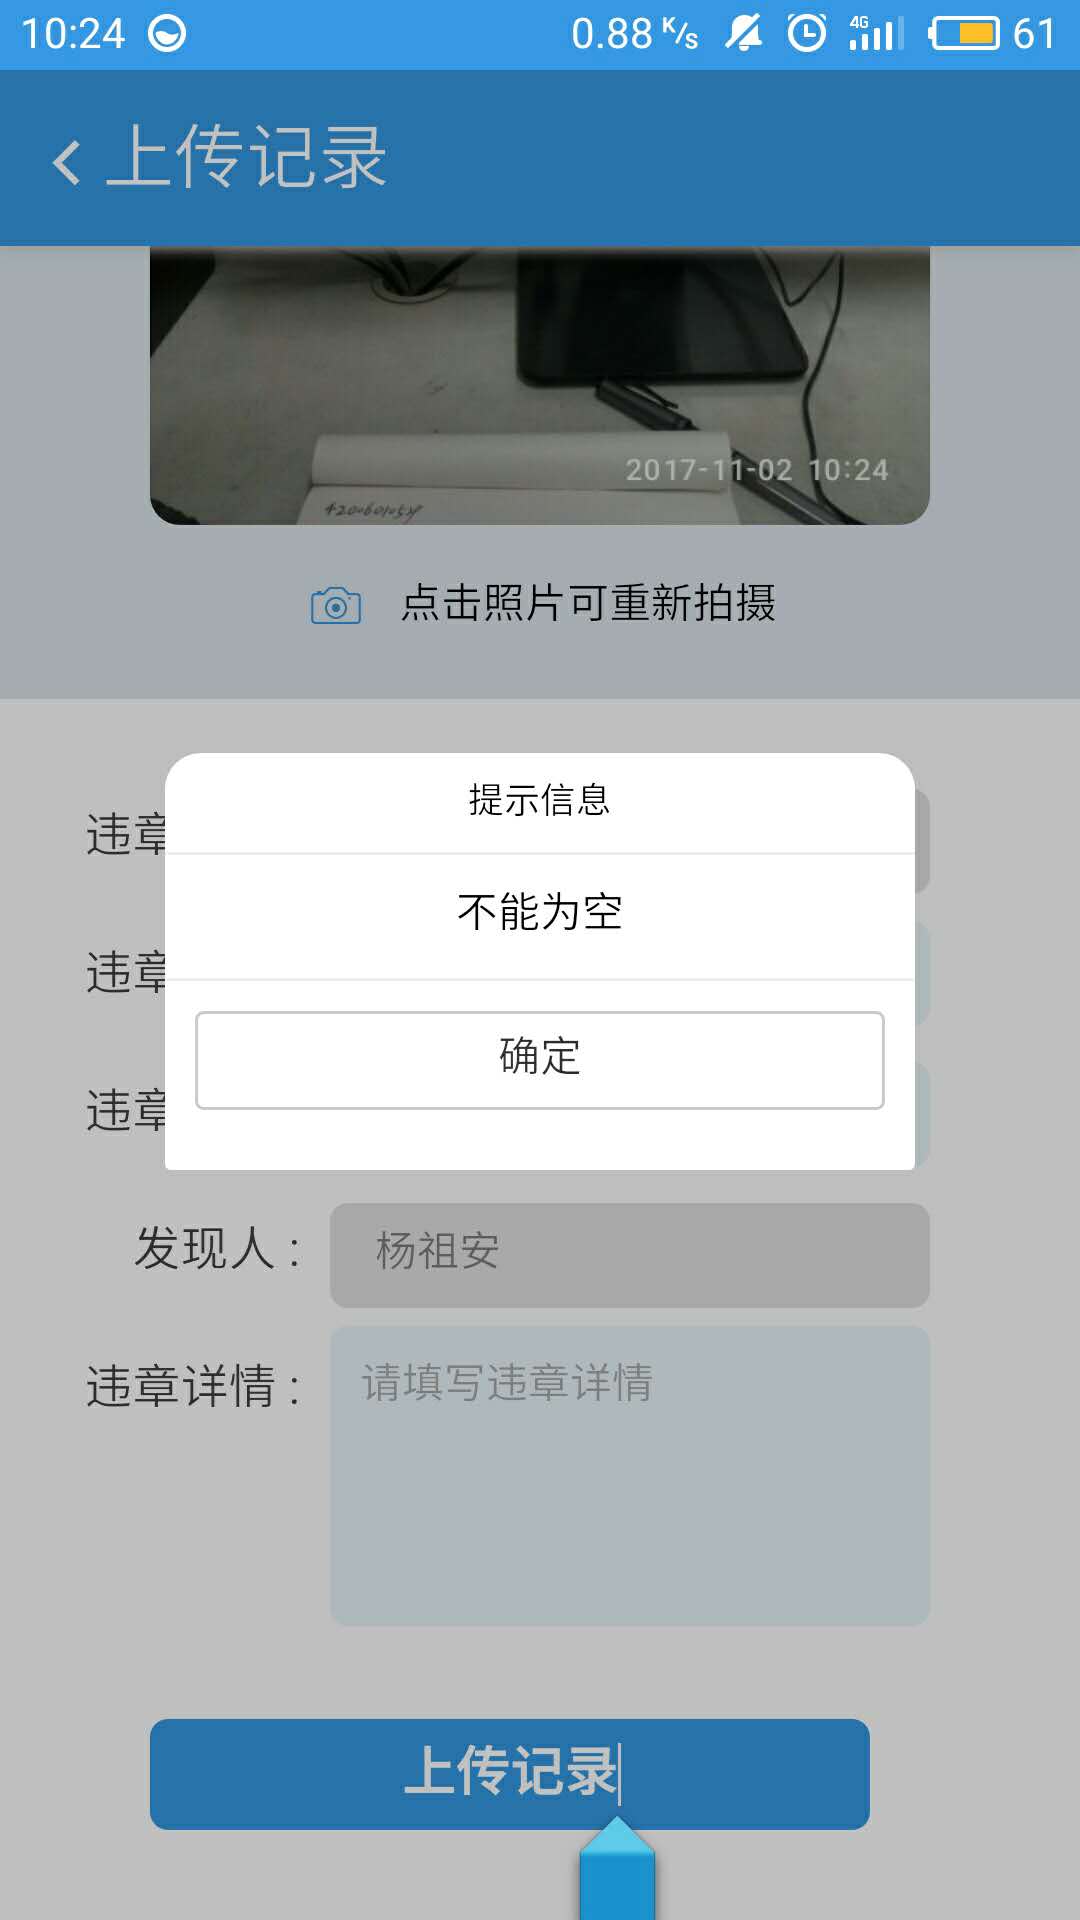 10:24 0.88 K/s 4G 61
上传记录
2017-11-02 10:24
点击照片可重新拍摄
提示信息
不能为空
确定
违章
违章
违章
发现人 : 杨祖安
违章详情 : 请填写违章详情
上传记录